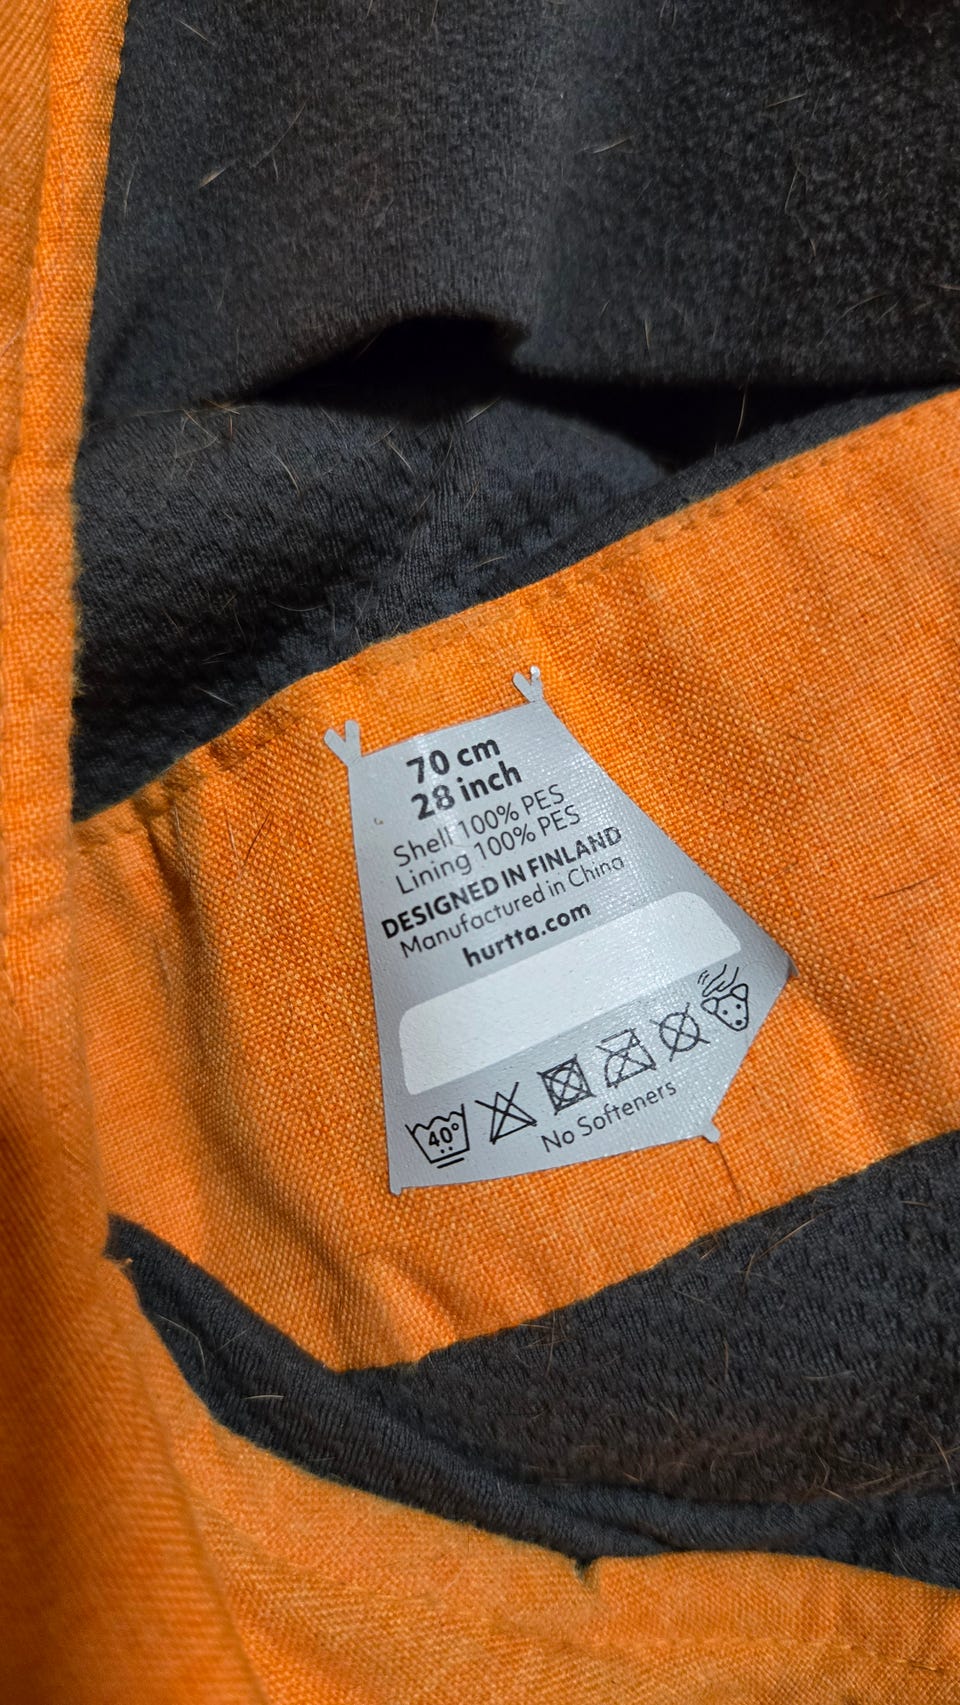 70 cm
28 inch
Shell 100% PES
Lining 100% PES
DESIGNED IN FINLAND
Manufactured in China
hurtta.com
40°
No Softeners